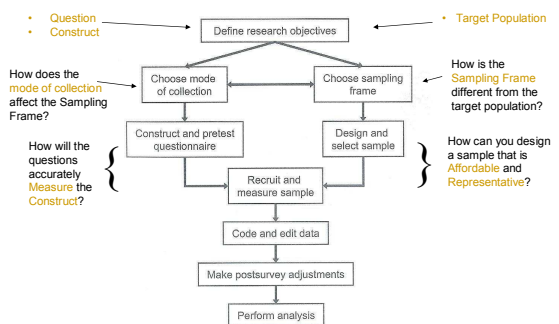 • Question
• Construct
Define research objectives
• Target Population
How does the
mode of collection
affect the Sampling
Frame?
Choose mode
of collection
Choose sampling
frame
How is the
Sampling Frame
different from the
target population?
How will the
questions
accurately
Measure the
Construct?
Construct and pretest
questionnaire
Design and
select sample
How can you design
a sample that is
Affordable and
Representative?
Recruit and
measure sample
Code and edit data
Make postsurvey adjustments
Perform analysis